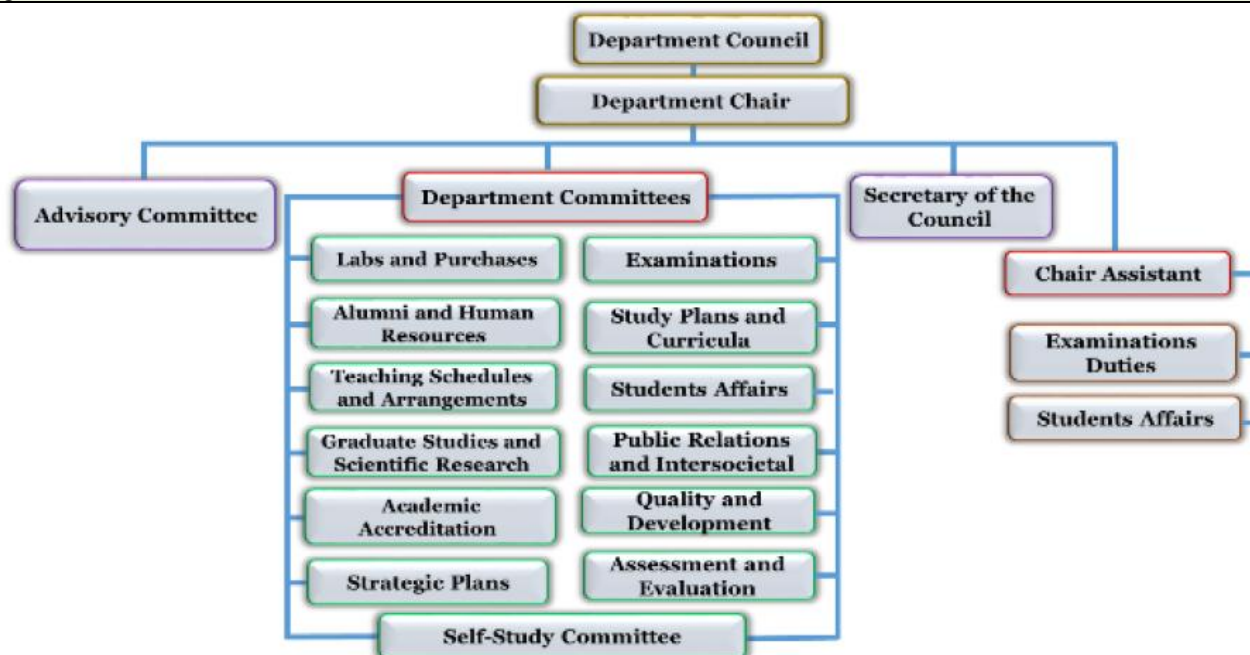 Department Council
Department Chair
Advisory Committee
Department Committees
Secretary of the
Council
Chair Assistant
Labs and Purchases
Examinations
Alumni and Human
Resources
Study Plans and
Curricula
Teaching Schedules
and Arrangements
Students Affairs
Graduate Studies and
Scientific Research
Public Relations
and Intersocietal
Academic
Accreditation
Quality and
Development
Strategic Plans
Assessment and
Evaluation
Self-Study Committee
Examinations
Duties
Students Affairs